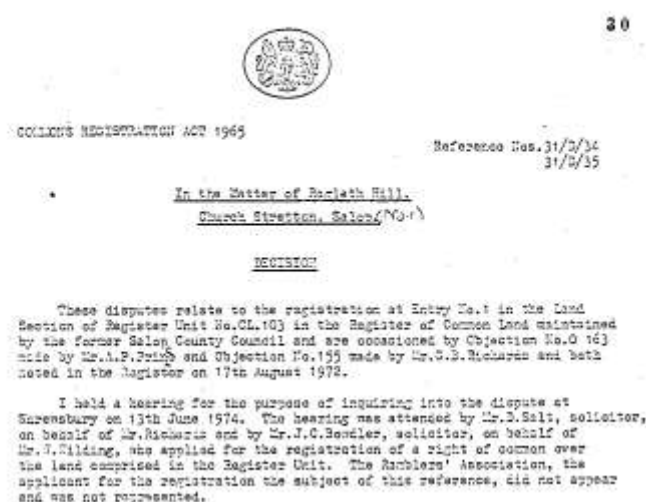 30
COMMONS REGISTRATION ACT 1965
Reference Nos. 31/D/34
31/D/35
In the Matter of Ragleth Hill,
Church Stretton, Salop (No.1)
DECISION
These disputes relate to the registration at Entry No.1 in the Land
Section of Register Unit No.CL.103 in the Register of Common Land maintained
by the former Salop County Council and are occasioned by Objection No.O 163
made by Mr.A.P. and Objection No.155 made by Mr.G.B.Richards and both
noted in the Register on 17th August 1972.
I held a hearing for the purpose of inquiring into the dispute at
Shrewsbury on 13th June 1974. The hearing was attended by Mr.D.Salt, solicitor,
on behalf of Mr.Richards and by Mr.J.C.Bowdler, solicitor, on behalf of
Mr.J.Hilding, who applied for the registration of a right of common over
the land comprised in the Register Unit. The Ramblers' Association, the
applicant for the registration the subject of this reference, did not appear
and was not represented.